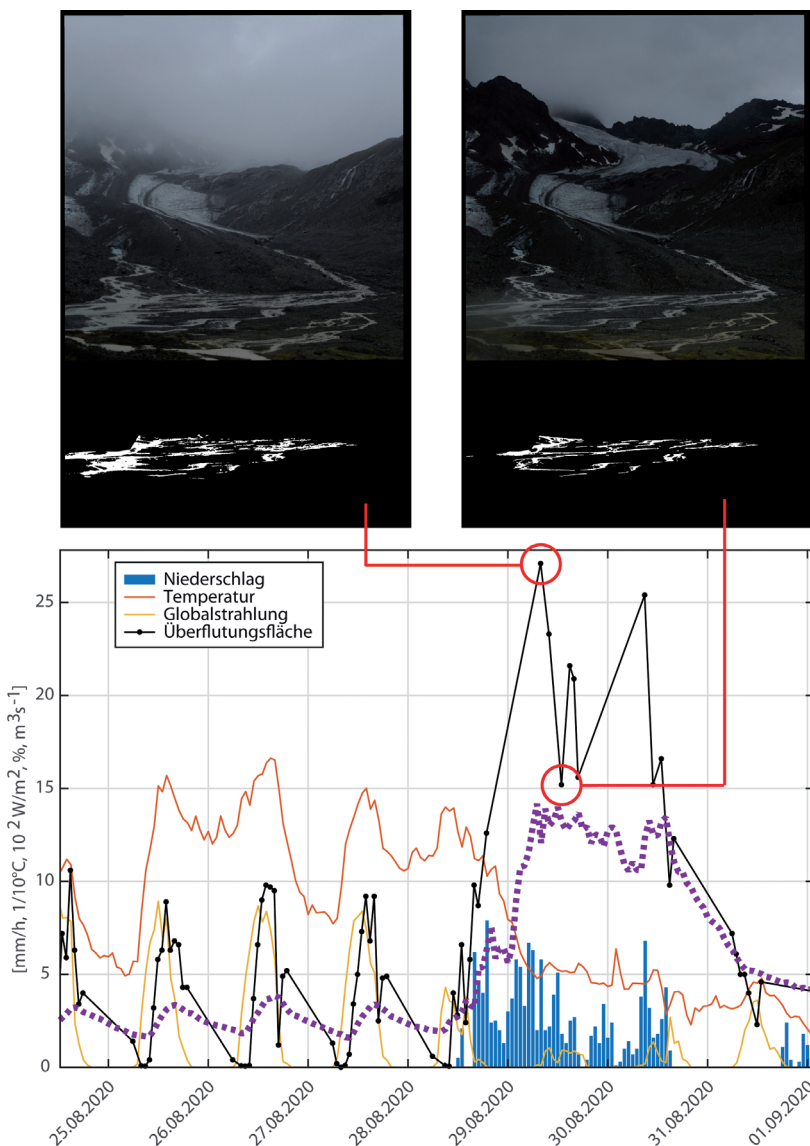 Niederschlag
Temperatur
Globalstrahlung
Überflutungsfläche
[mm/h, 1/10°C, 10 2 W/m², %, m 3s-1]
25
20
15
10
5
0
25.08.2020
26.08.2020
27.08.2020
28.08.2020
29.08.2020
30.08.2020
31.08.2020
01.09.2020